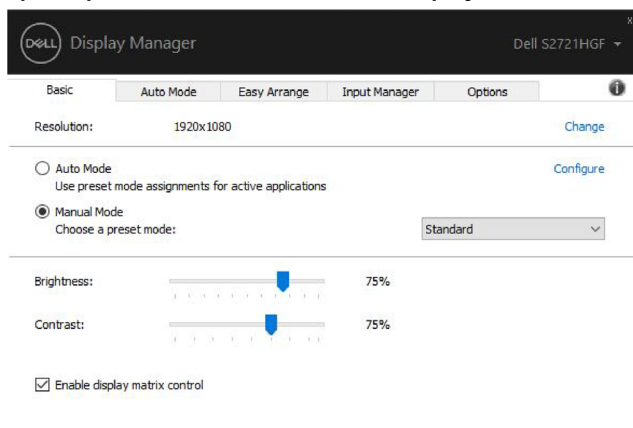 x
DELL Display Manager Dell S2721HGF
Basic Auto Mode Easy Arrange Input Manager Options
Resolution: 1920x1080 Change
Auto Mode Configure
Use preset mode assignments for active applications
Manual Mode
Choose a preset mode: Standard
Brightness: 75%
Contrast: 75%
Enable display matrix control